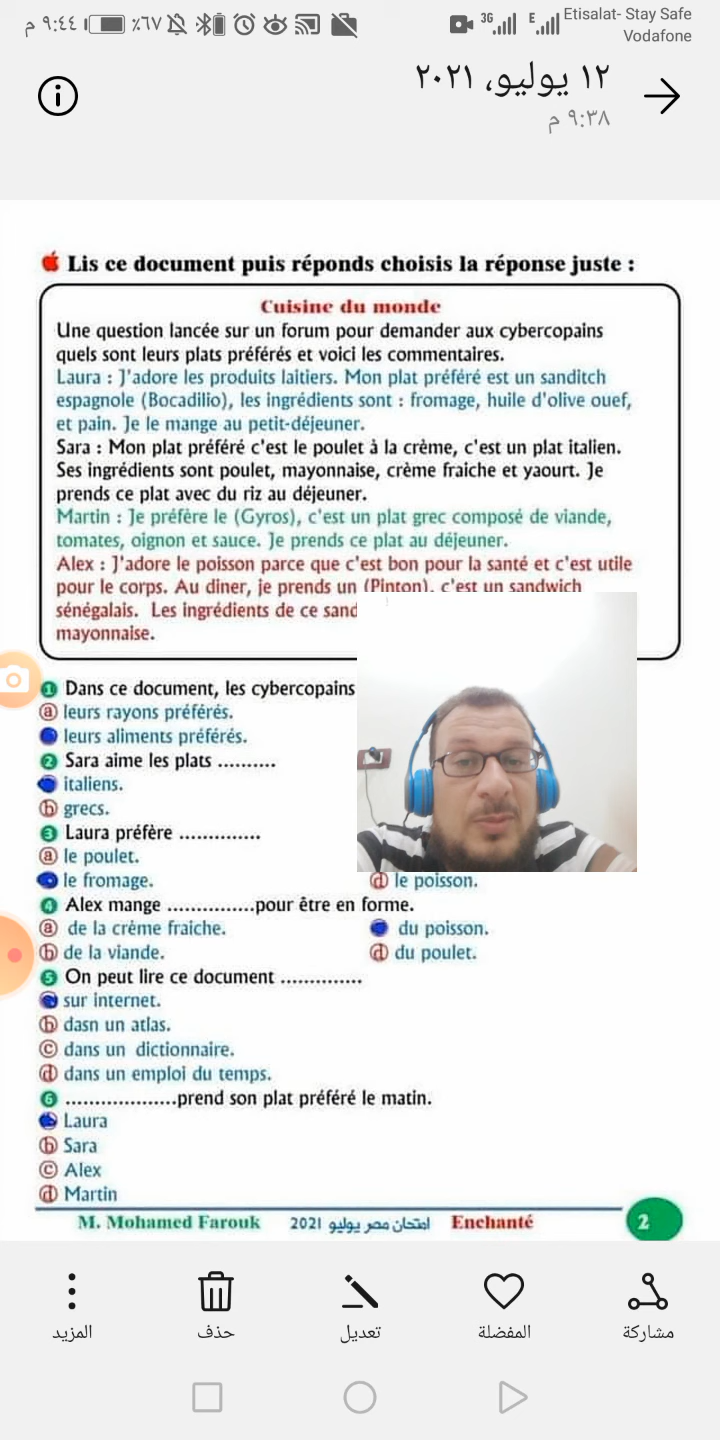 ٩:٤٤ م
٪٦٧
3G
E
Etisalat- Stay Safe
Vodafone
١٢ يوليو، ٢٠٢١
٩:٣٨ م
Lis ce document puis réponds choisis la réponse juste :
Cuisine du monde
Une question lancée sur un forum pour demander aux cybercopains
quels sont leurs plats préférés et voici les commentaires.
Laura : J'adore les produits laitiers. Mon plat préféré est un sanditch
espagnole (Bocadilio), les ingrédients sont : fromage, huile d'olive ouef,
et pain. Je le mange au petit-déjeuner.
Sara : Mon plat préféré c'est le poulet à la crème, c'est un plat italien.
Ses ingrédients sont poulet, mayonnaise, crème fraiche et yaourt. Je
prends ce plat avec du riz au déjeuner.
Martin : Je préfère le (Gyros), c'est un plat grec composé de viande,
tomates, oignon et sauce. Je prends ce plat au déjeuner.
Alex : J'adore le poisson parce que c'est bon pour la santé et c'est utile
pour le corps. Au diner, je prends un (Pinton), c'est un sandwich
sénégalais. Les ingrédients de ce
mayonnaise.
1 Dans ce document, les cybercopains
a leurs rayons préférés.
leurs aliments préférés.
2 Sara aime les plats ..........
italiens.
b grecs.
3 Laura préfère ..............
a le poulet.
le fromage.
d le poisson.
4 Alex mange ...............pour être en forme.
a de la crème fraiche.
du poisson.
b de la viande.
d du poulet.
5 On peut lire ce document ..............
sur internet.
b dasn un atlas.
c dans un dictionnaire.
d dans un emploi du temps.
6 ....................prend son plat préféré le matin.
Laura
b Sara
c Alex
d Martin
M. Mohamed Farouk امتحان مصر يوليو 2021 Enchanté 2
مشاركة
المفضلة
تعديل
حذف
المزيد